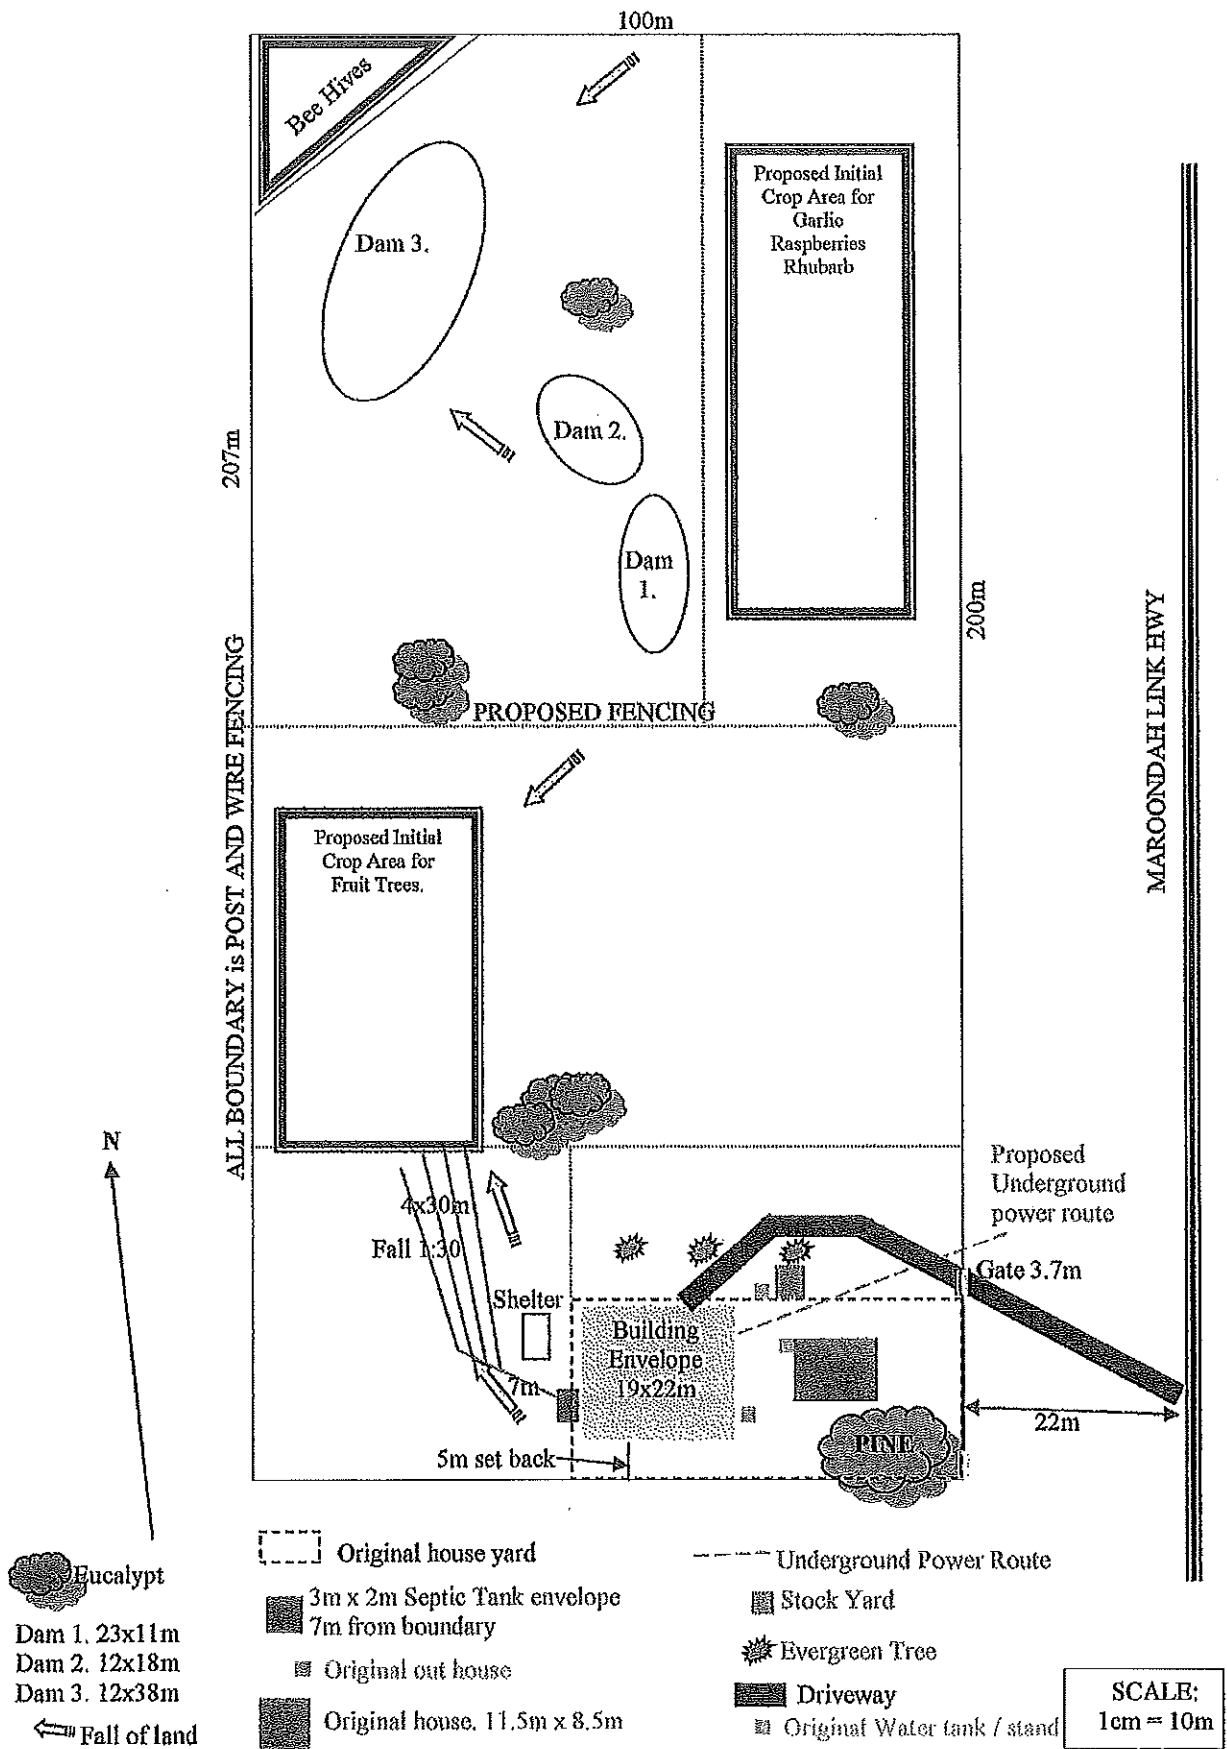 100m
Bee Hives
Proposed Initial
Crop Area for
Garlic
Raspberries
Rhubarb
Dam 3.
Dam 2.
Dam
1.
207m
200m
MAROONDAH LINK HWY
ALL BOUNDARY is POST AND WIRE FENCING
PROPOSED FENCING
Proposed Initial
Crop Area for
Fruit Trees.
N
Proposed
Underground
power route
4x30m
Fall 1:30
Gate 3.7m
Shelter
Building
Envelope
19x22m
7m
22m
PINE
5m set back
Eucalypt
Dam 1. 23x11m
Dam 2. 12x18m
Dam 3. 12x38m
Fall of land
Original house yard
3m x 2m Septic Tank envelope
7m from boundary
Original out house
Original house. 11.5m x 8.5m
Underground Power Route
Stock Yard
Evergreen Tree
Driveway
Original Water tank / stand
SCALE:
1cm = 10m